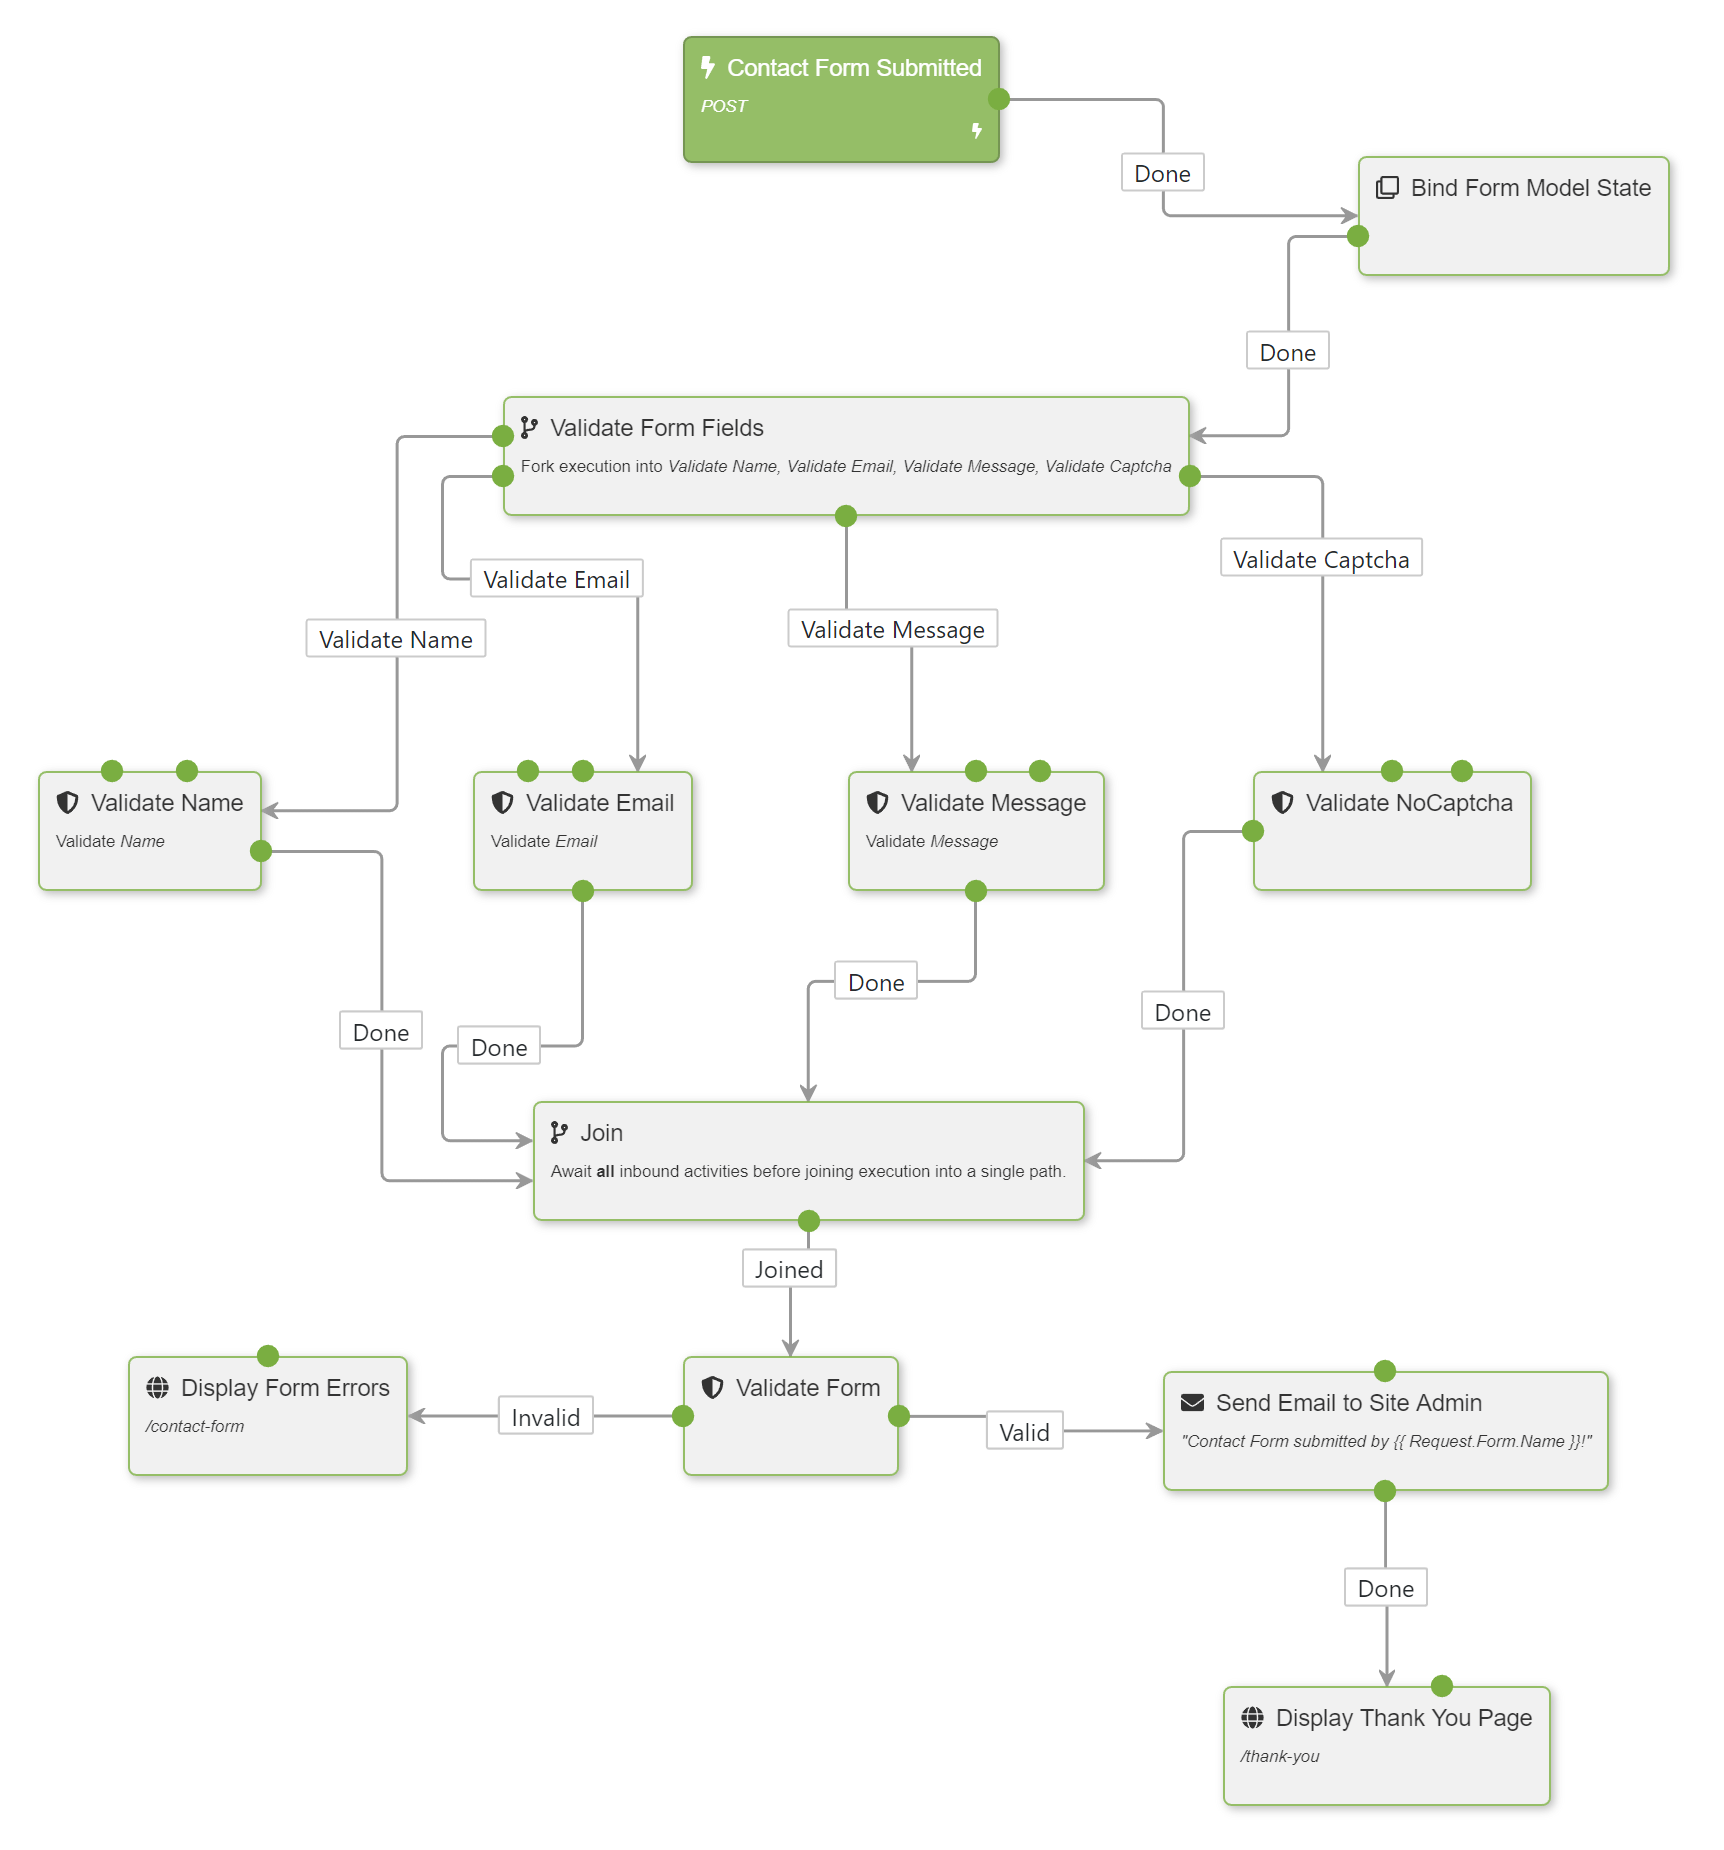 Contact Form Submitted
POST
Done
Bind Form Model State
Done
Validate Form Fields
Fork execution into Validate Name, Validate Email, Validate Message, Validate Captcha
Validate Captcha
Validate Email
Validate Message
Validate Name
Validate Name
Validate Name
Validate Email
Validate Email
Validate Message
Validate Message
Validate NoCaptcha
Done
Done
Done
Done
Join
Await all inbound activities before joining execution into a single path.
Joined
Display Form Errors
/contact-form
Invalid
Validate Form
Valid
Send Email to Site Admin
"Contact Form submitted by {{ Request.Form.Name }}!"
Done
Display Thank You Page
/thank-you